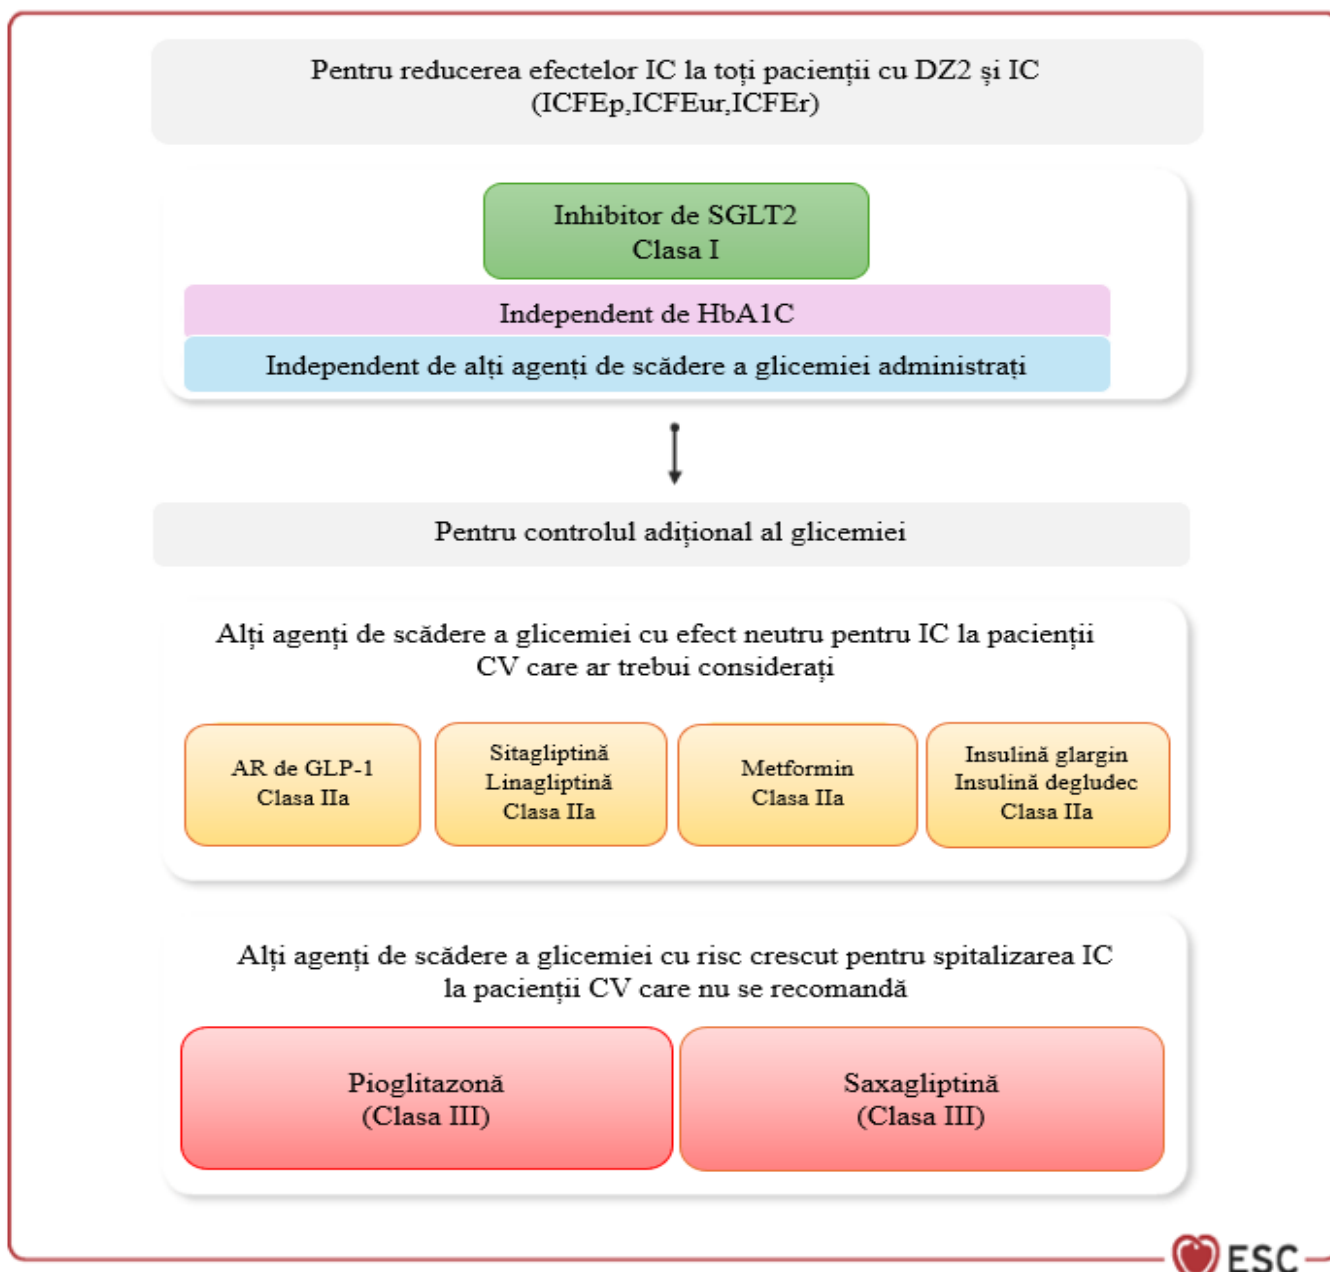 Pentru reducerea efectelor IC la toți pacienții cu DZ2 și IC
(ICFEp,ICFEur,ICFEr)
Inhibitor de SGLT2
Clasa I
Independent de HbA1C
Independent de alți agenți de scădere a glicemiei administrați
Pentru controlul adițional al glicemiei
Alți agenți de scădere a glicemiei cu efect neutru pentru IC la pacienții
CV care ar trebui considerați
AR de GLP-1
Clasa IIa
Sitagliptină
Linagliptină
Clasa IIa
Metformin
Clasa IIa
Insulină glargin
Insulină degludec
Clasa IIa
Alți agenți de scădere a glicemiei cu risc crescut pentru spitalizarea IC
la pacienții CV care nu se recomandă
Pioglitazonă
(Clasa III)
Saxagliptină
(Clasa III)
ESC